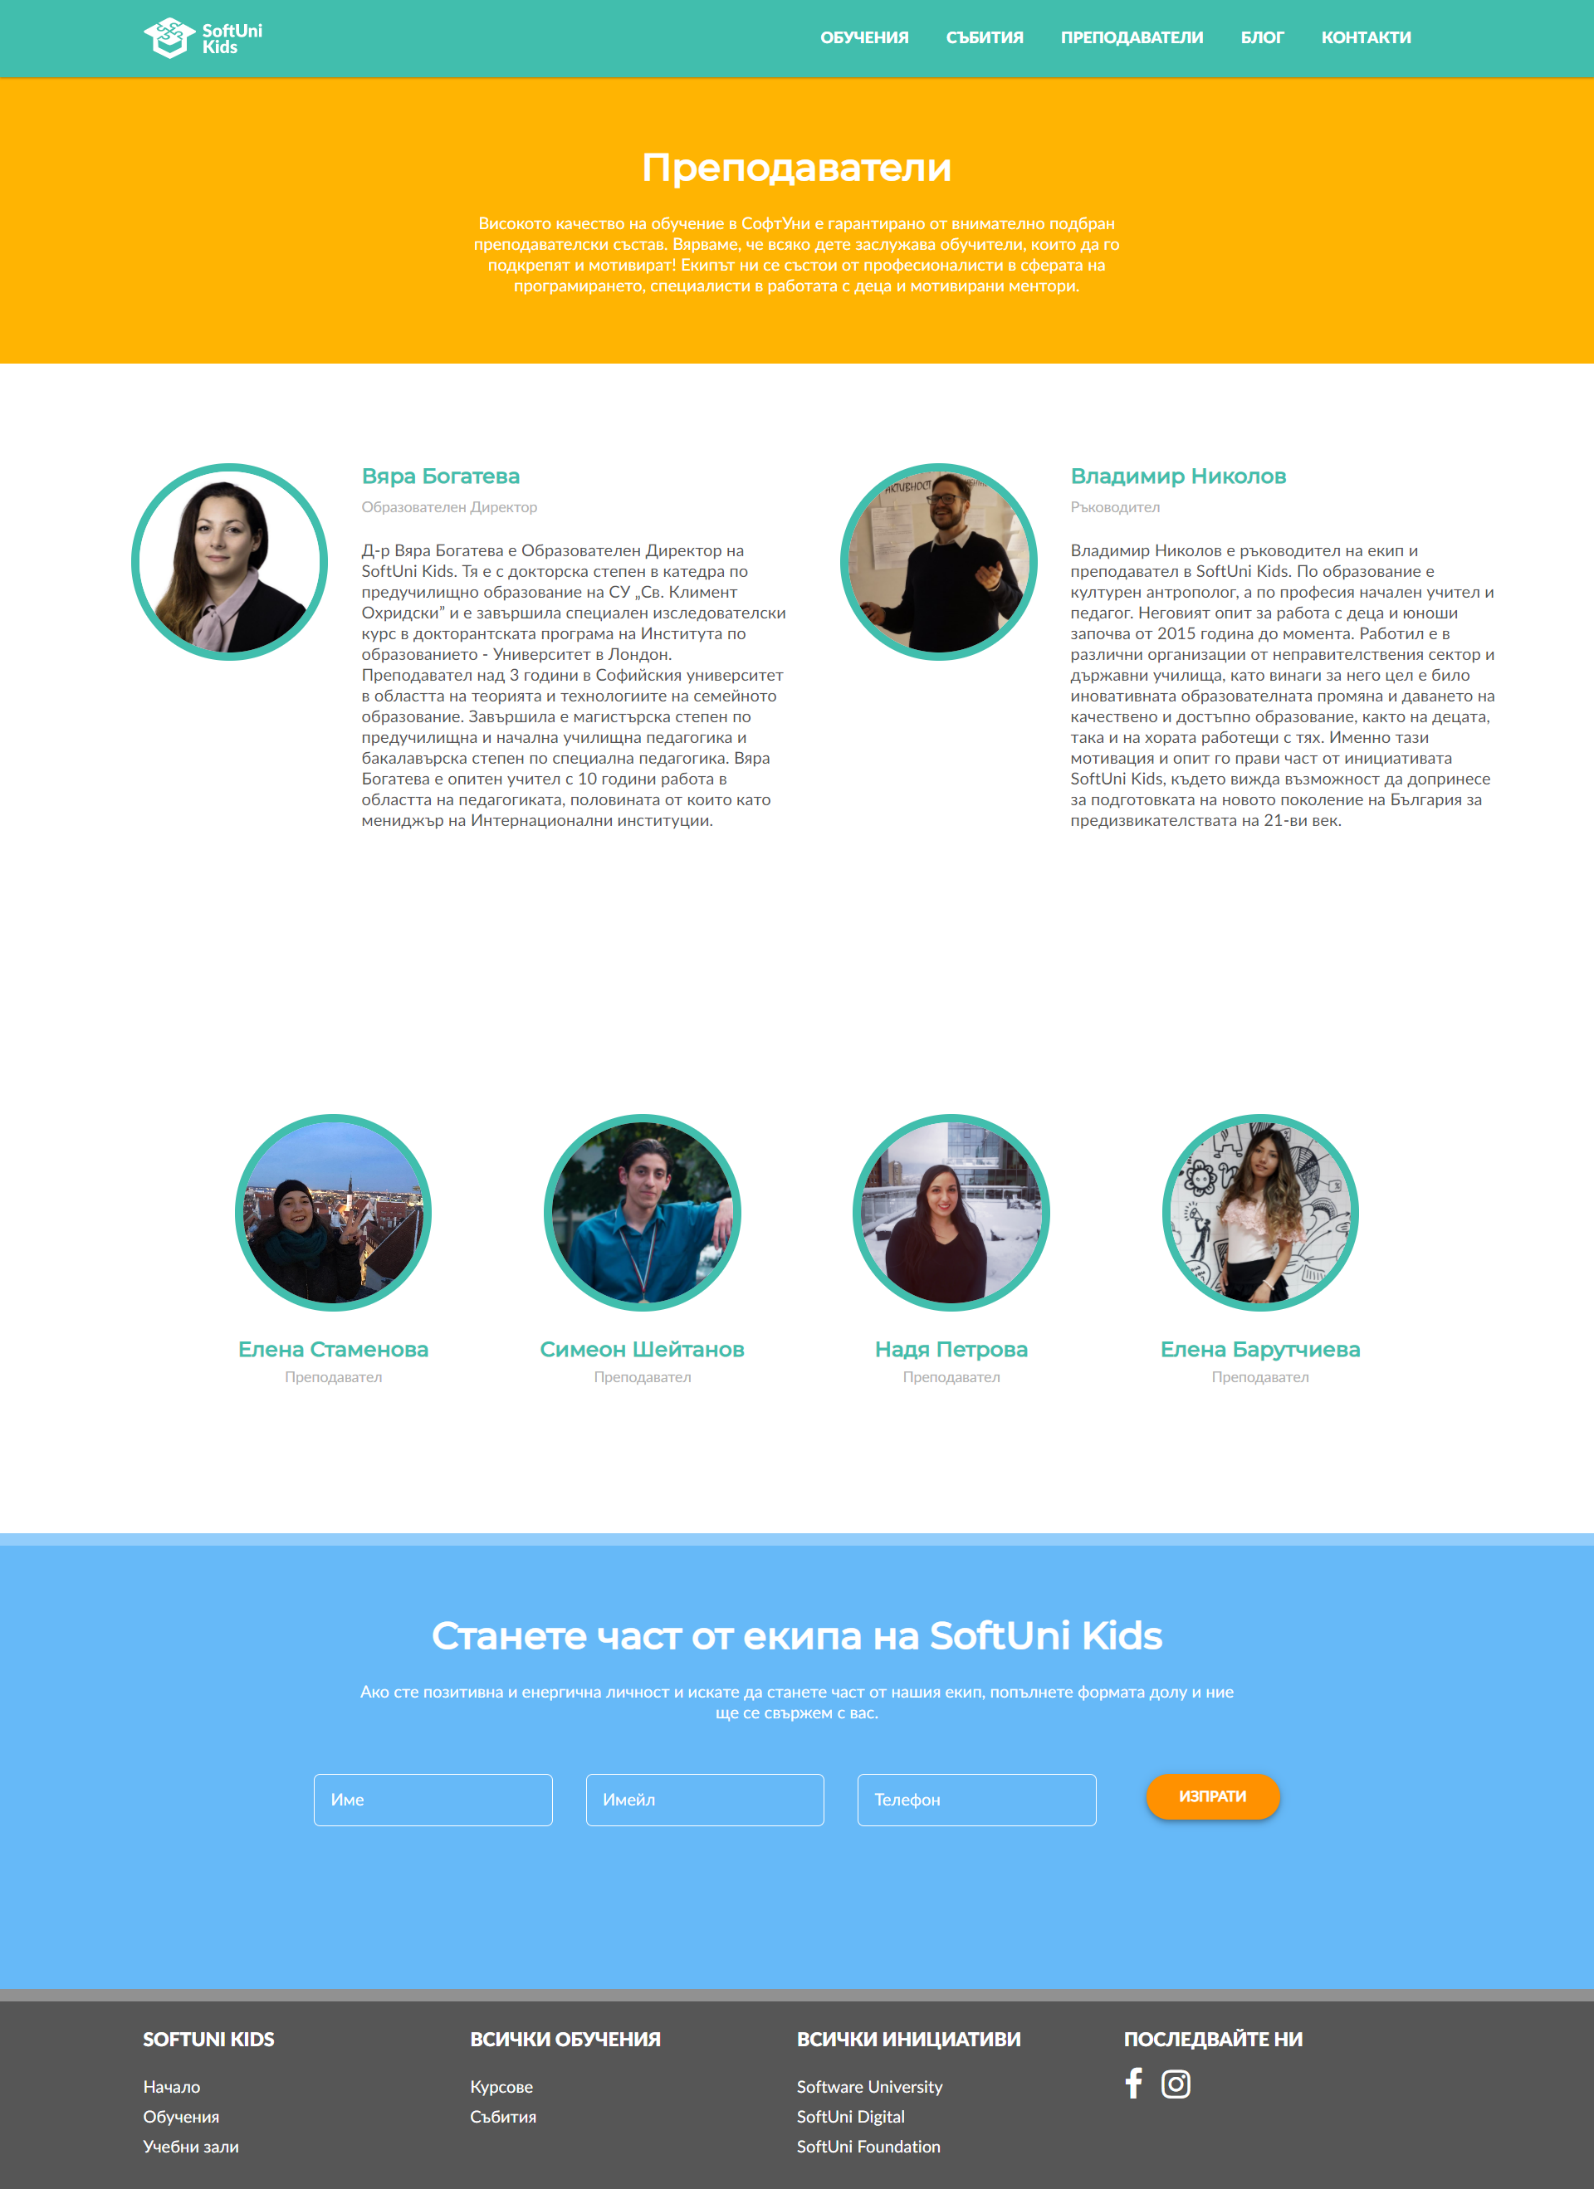 SoftUni
Kids
ОБУЧЕНИЯ СЪБИТИЯ ПРЕПОДАВАТЕЛИ БЛОГ КОНТАКТИ
Преподаватели
Високото качество на обучение в СофтУни е гарантирано от внимателно подбран
преподавателски състав. Вярваме, че всяко дете заслужава обучители, които да го
подкрепят и мотивират! Екипът ни се състои от професионалисти в сферата на
програмирането, специалисти в работата с деца и мотивирани ментори.
Вяра Богатева
Образователен Директор
Д-р Вяра Богатева е Образователен Директор на
SoftUni Kids. Тя е с докторска степен в катедра по
предучилищно образование на СУ „Св. Климент
Охридски” и е завършила специален изследователски
курс в докторантската програма на Института по
образованието - Университет в Лондон.
Преподавател над 3 години в Софийския университет
в областта на теорията и технологиите на семейното
образование. Завършила е магистърска степен по
предучилищна и начална училищна педагогика и
бакалавърска степен по специална педагогика. Вяра
Богатева е опитен учител с 10 години работа в
областта на педагогиката, половината от които като
мениджър на Интернационални институции.
Владимир Николов
Ръководител
Владимир Николов е ръководител на екип и
преподавател в SoftUni Kids. По образование е
културен антрополог, а по професия начален учител и
педагог. Неговият опит за работа с деца и юноши
започва от 2015 година до момента. Работил е в
различни организации от неправителствения сектор и
държавни училища, като винаги за него цел е било
иновативната образователната промяна и даването на
качествено и достъпно образование, както на децата,
така и на хората работещи с тях. Именно тази
мотивация и опит го прави част от инициативата
SoftUni Kids, където вижда възможност да допринесе
за подготовката на новото поколение на България за
предизвикателствата на 21-ви век.
Елена Стаменова
Преподавател
Симеон Шейтанов
Преподавател
Надя Петрова
Преподавател
Елена Барутчиева
Преподавател
Станете част от екипа на SoftUni Kids
Ако сте позитивна и енергична личност и искате да станете част от нашия екип, попълнете формата долу и ние
ще се свържем с вас.
Име
Имейл
Телефон
ИЗПРАТИ
SOFTUNI KIDS
Начало
Обучения
Учебни зали
ВСИЧКИ ОБУЧЕНИЯ
Курсове
Събития
ВСИЧКИ ИНИЦИАТИВИ
Software University
SoftUni Digital
SoftUni Foundation
ПОСЛЕДВАЙТЕ НИ